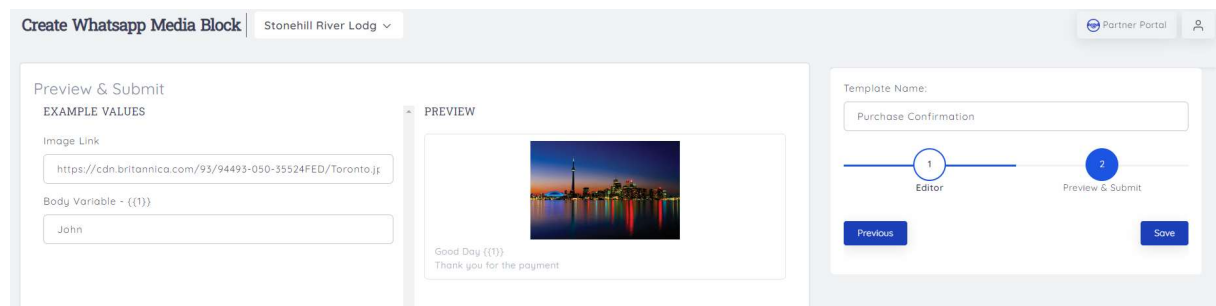 Create Whatsapp Media Block
Stonehill River Lodg
Partner Portal
Preview & Submit
EXAMPLE VALUES
Image Link
https://cdn.britannica.com/93/94493-050-35524FED/Toronto.jp
Body Variable - {{1}}
John
PREVIEW
Good Day {{1}}
Thank you for the payment
Template Name:
Purchase Confirmation
1
2
Editor
Preview & Submit
Previous
Save